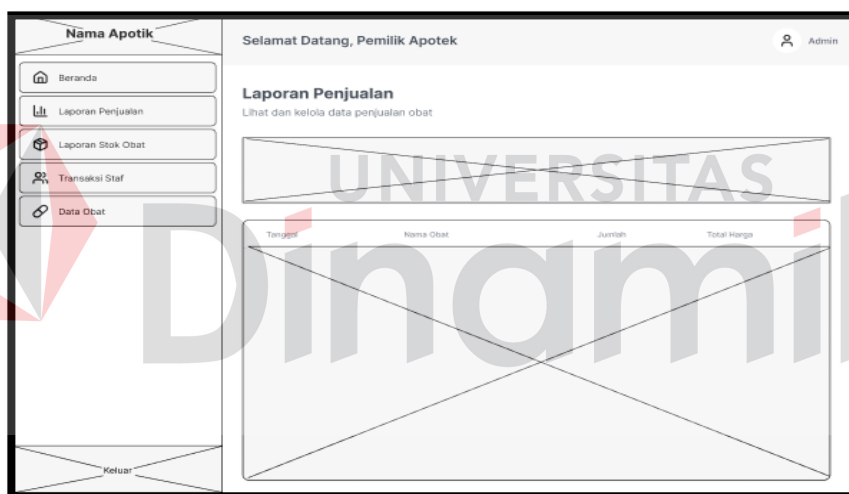 Nama Apotik
Selamat Datang, Pemilik Apotek
Admin
Beranda
Laporan Penjualan
Laporan Stok Obat
Transaksi Staf
Data Obat
Keluar
Laporan Penjualan
Lihat dan kelola data penjualan obat
Tanggal Nama Obat Jumlah Total Harga
UNIVERSITAS
Dinami